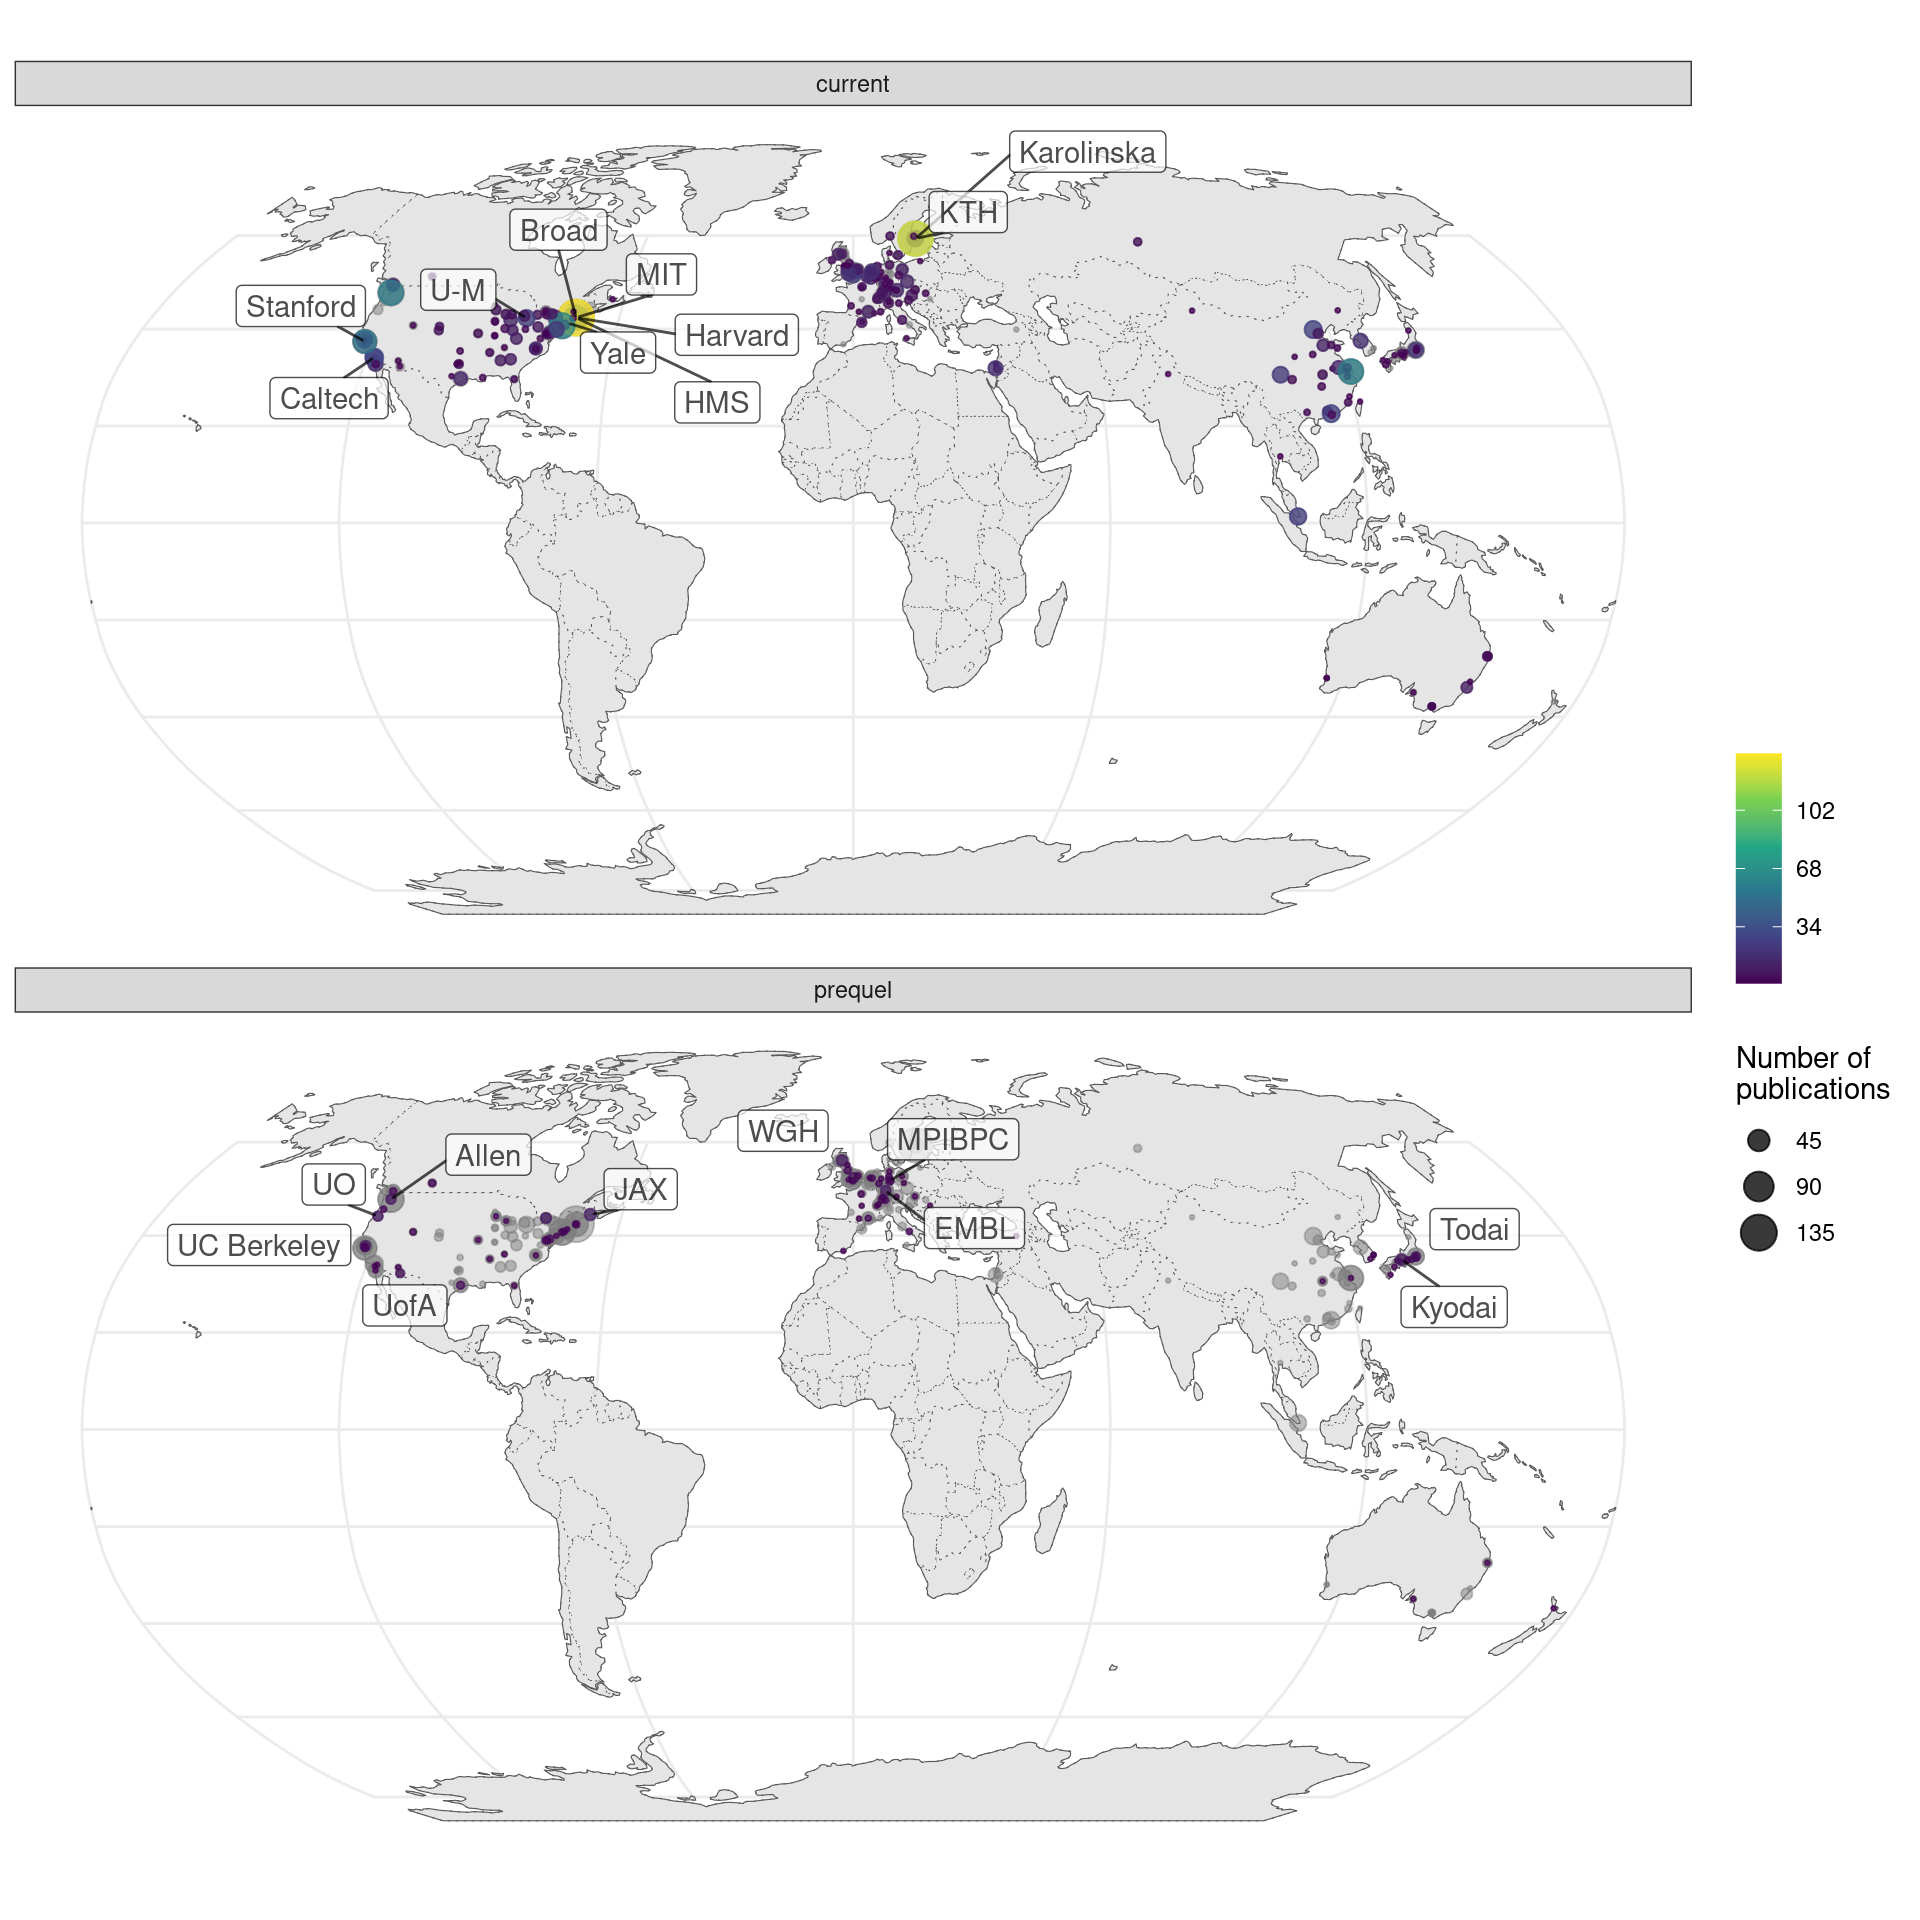 current
Karolinska
KTH
Broad
MIT
U-M
Stanford
Harvard
Yale
Caltech
HMS
102
68
34
prequel
Number of
publications
45
90
135
WGH
MPIBPC
Allen
UO
JAX
UC Berkeley
EMBL
Todai
UofA
Kyodai